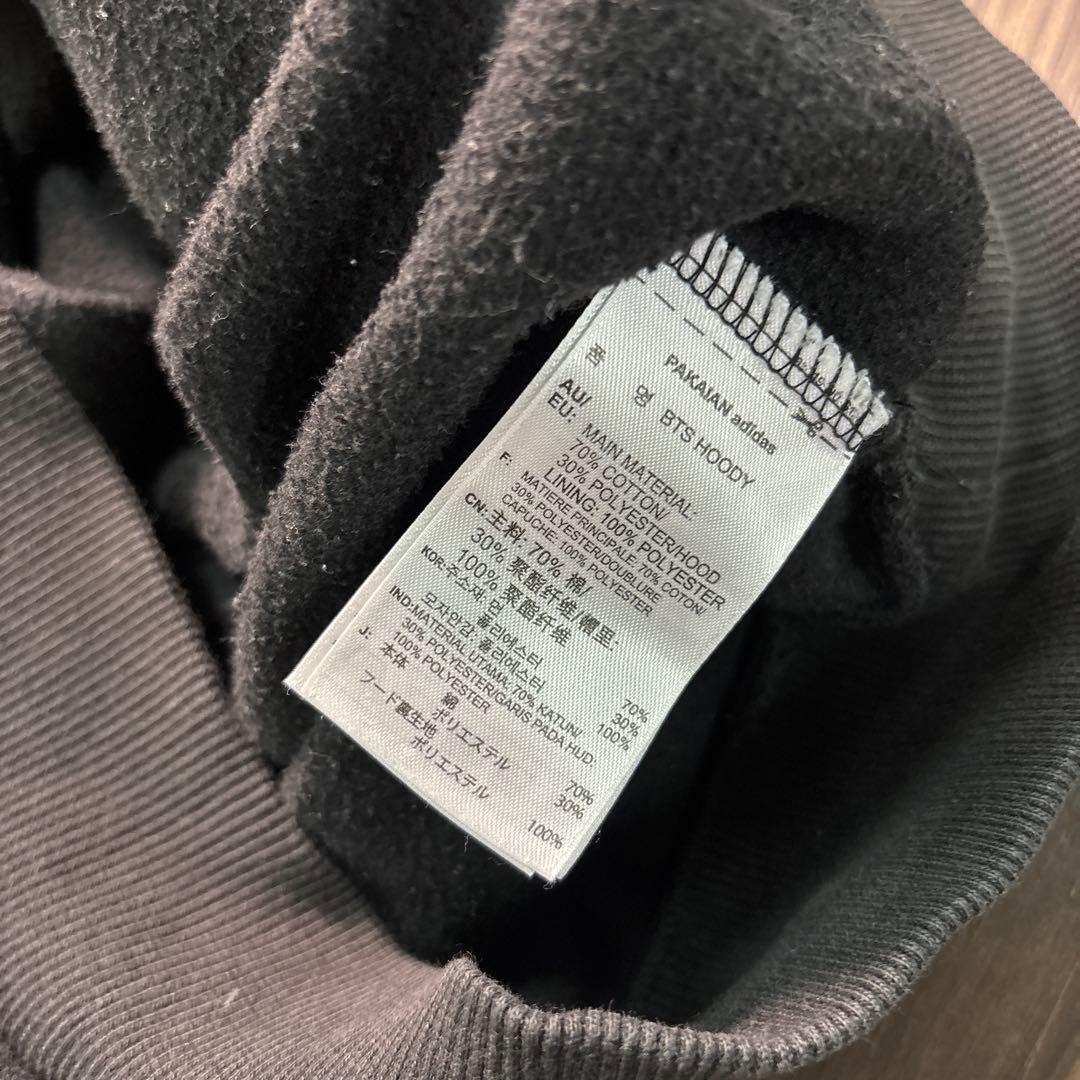 PAKAIAN adidas
품 명 BTS HOODY
AU/
EU: MAIN MATERIAL:
70% COTTON/
30% POLYESTER/HOOD
LINING: 100% POLYESTER
F: MATIERE PRINCIPALE 70% COTON
30% POLYESTER/DOUBLURE
CAPUCHE: 100% POLYESTER
CN: 主料: 70% 棉/
30% 聚酯纤维/帽里:
100% 聚酯纤维
KOR: 주소재: 면 70%
폴리에스터 30%
모자안감: 폴리에스터 100%
IND: MATERIAL UTAMA: 70% KATUN/
30% POLYESTER/GARIS PADA HUD:
100% POLYESTER
J: 本体
綿 70%
ポリエステル 30%
フード裏生地
ポリエステル 100%